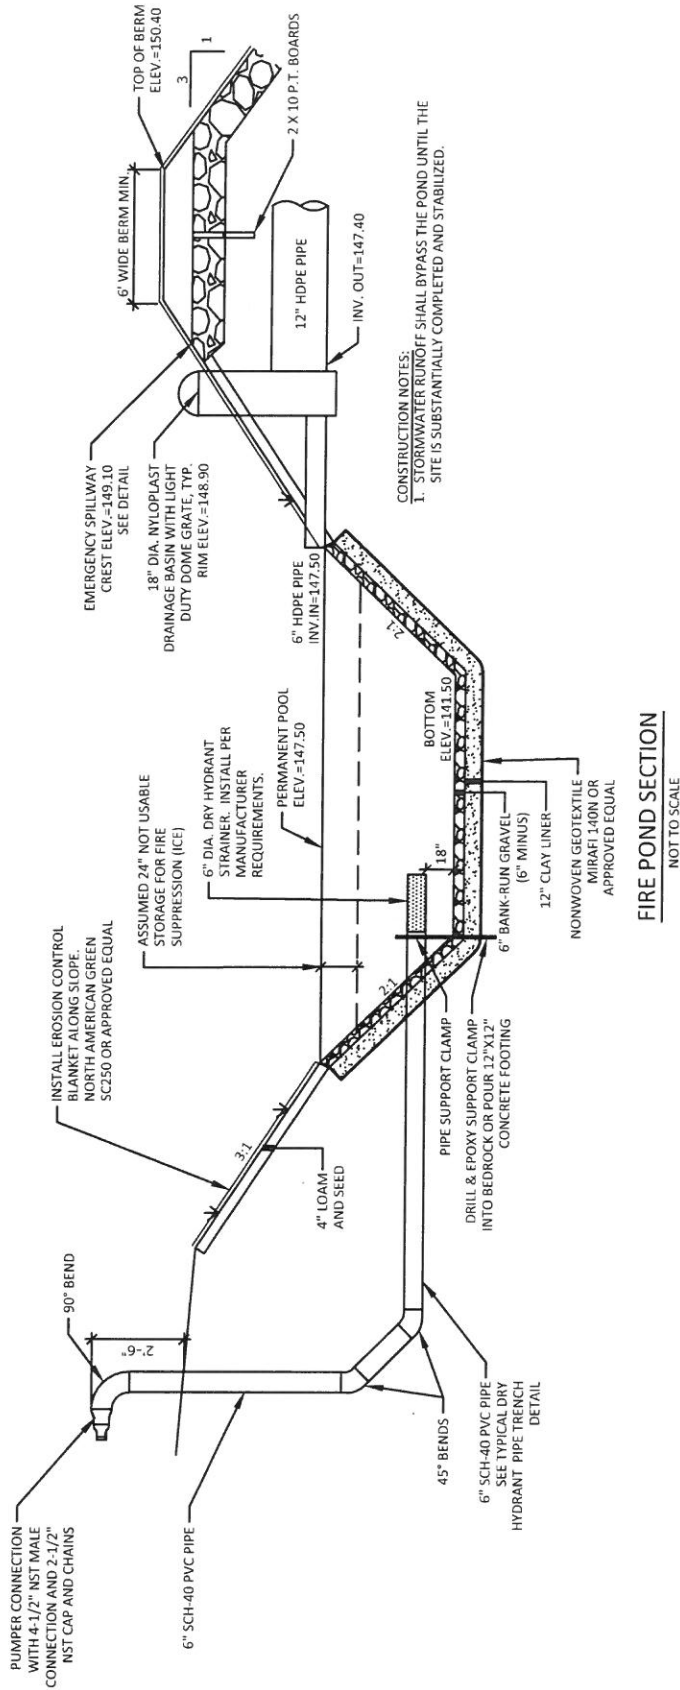 PUMPER CONNECTION
WITH 4-1/2" NST MALE
CONNECTION AND 2-1/2"
NST CAP AND CHAINS
90° BEND
2'-6"
6" SCH-40 PVC PIPE
45° BENDS
6" SCH-40 PVC PIPE
SEE TYPICAL DRY
HYDRANT PIPE TRENCH
DETAIL
INSTALL EROSION CONTROL
BLANKET ALONG SLOPE.
NORTH AMERICAN GREEN
SC250 OR APPROVED EQUAL
3:1
4" LOAM
AND SEED
ASSUMED 24" NOT USABLE
STORAGE FOR FIRE
SUPPRESSION (ICE)
6" DIA. DRY HYDRANT
STRAINER. INSTALL PER
MANUFACTURER
REQUIREMENTS.
PERMANENT POOL
ELEV.=147.50
2:1
18"
PIPE SUPPORT CLAMP
DRILL & EPOXY SUPPORT CLAMP
INTO BEDROCK OR POUR 12"X12"
CONCRETE FOOTING
6" BANK-RUN GRAVEL
(6" MINUS)
12" CLAY LINER
NONWOVEN GEOTEXTILE
MIRAFI 140N OR
APPROVED EQUAL
BOTTOM
ELEV.=141.50
2:1
6" HDPE PIPE
INV.IN=147.50
EMERGENCY SPILLWAY
CREST ELEV.=149.10
SEE DETAIL
18" DIA. NYLOPLAST
DRAINAGE BASIN WITH LIGHT
DUTY DOME GRATE, TYP.
RIM ELEV.=148.90
6' WIDE BERM MIN.
TOP OF BERM
ELEV.=150.40
3
1
2 X 10 P.T. BOARDS
12" HDPE PIPE
INV. OUT=147.40
CONSTRUCTION NOTES:
1. STORMWATER RUNOFF SHALL BYPASS THE POND UNTIL THE
SITE IS SUBSTANTIALLY COMPLETED AND STABILIZED.
FIRE POND SECTION
NOT TO SCALE